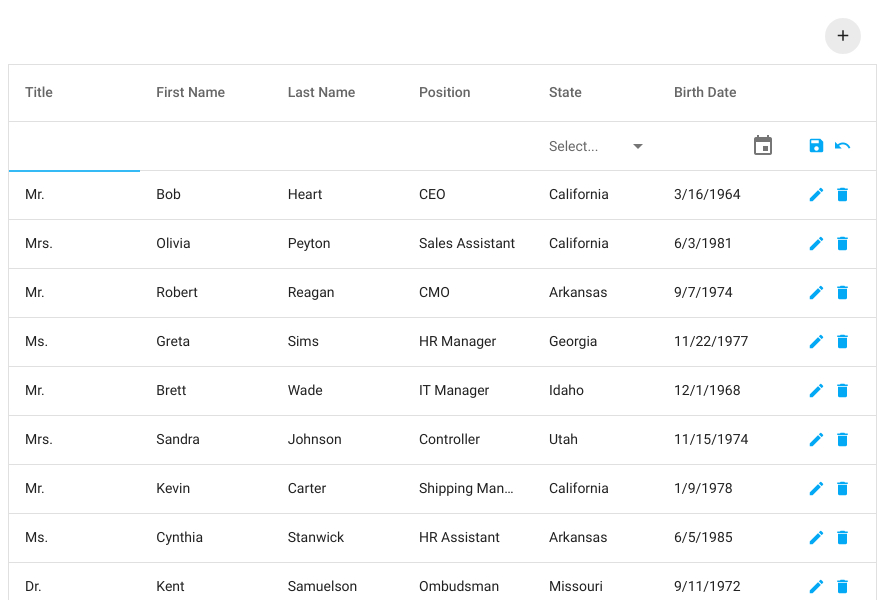 Title First Name Last Name Position State Birth Date
Select...
Mr. Bob Heart CEO California 3/16/1964
Mrs. Olivia Peyton Sales Assistant California 6/3/1981
Mr. Robert Reagan CMO Arkansas 9/7/1974
Ms. Greta Sims HR Manager Georgia 11/22/1977
Mr. Brett Wade IT Manager Idaho 12/1/1968
Mrs. Sandra Johnson Controller Utah 11/15/1974
Mr. Kevin Carter Shipping Man... California 1/9/1978
Ms. Cynthia Stanwick HR Assistant Arkansas 6/5/1985
Dr. Kent Samuelson Ombudsman Missouri 9/11/1972